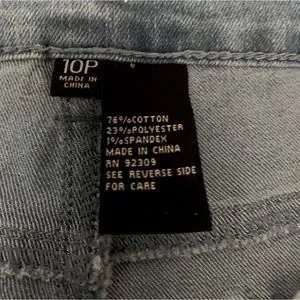 10P
MADE IN
CHINA
76%COTTON
23%POLYESTER
1%SPANDEX
MADE IN CHINA
RN 92309
SEE REVERSE SIDE
FOR CARE